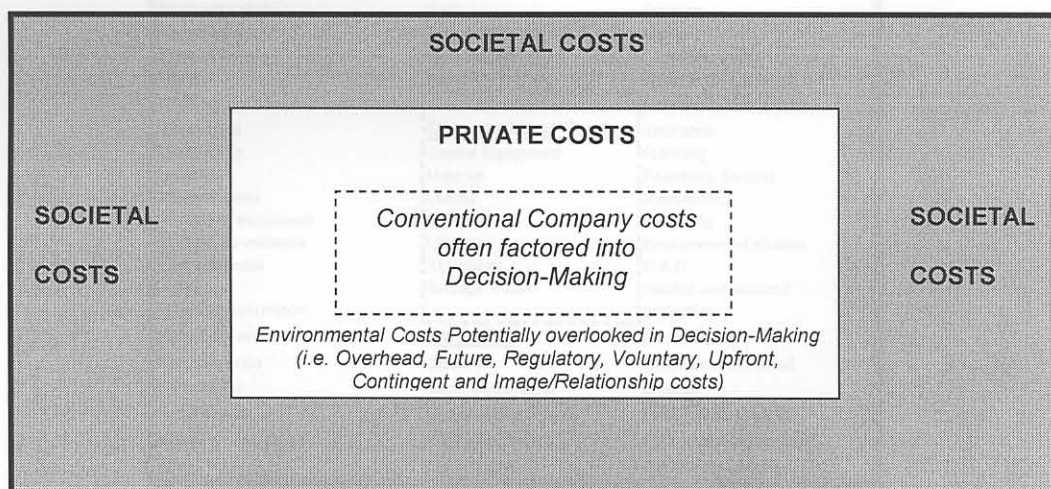 SOCIETAL COSTS
PRIVATE COSTS
SOCIETAL
COSTS
Conventional Company costs
often factored into
Decision-Making
SOCIETAL
COSTS
Environmental Costs Potentially overlooked in Decision-Making
(i.e. Overhead, Future, Regulatory, Voluntary, Upfront,
Contingent and Image/Relationship costs)